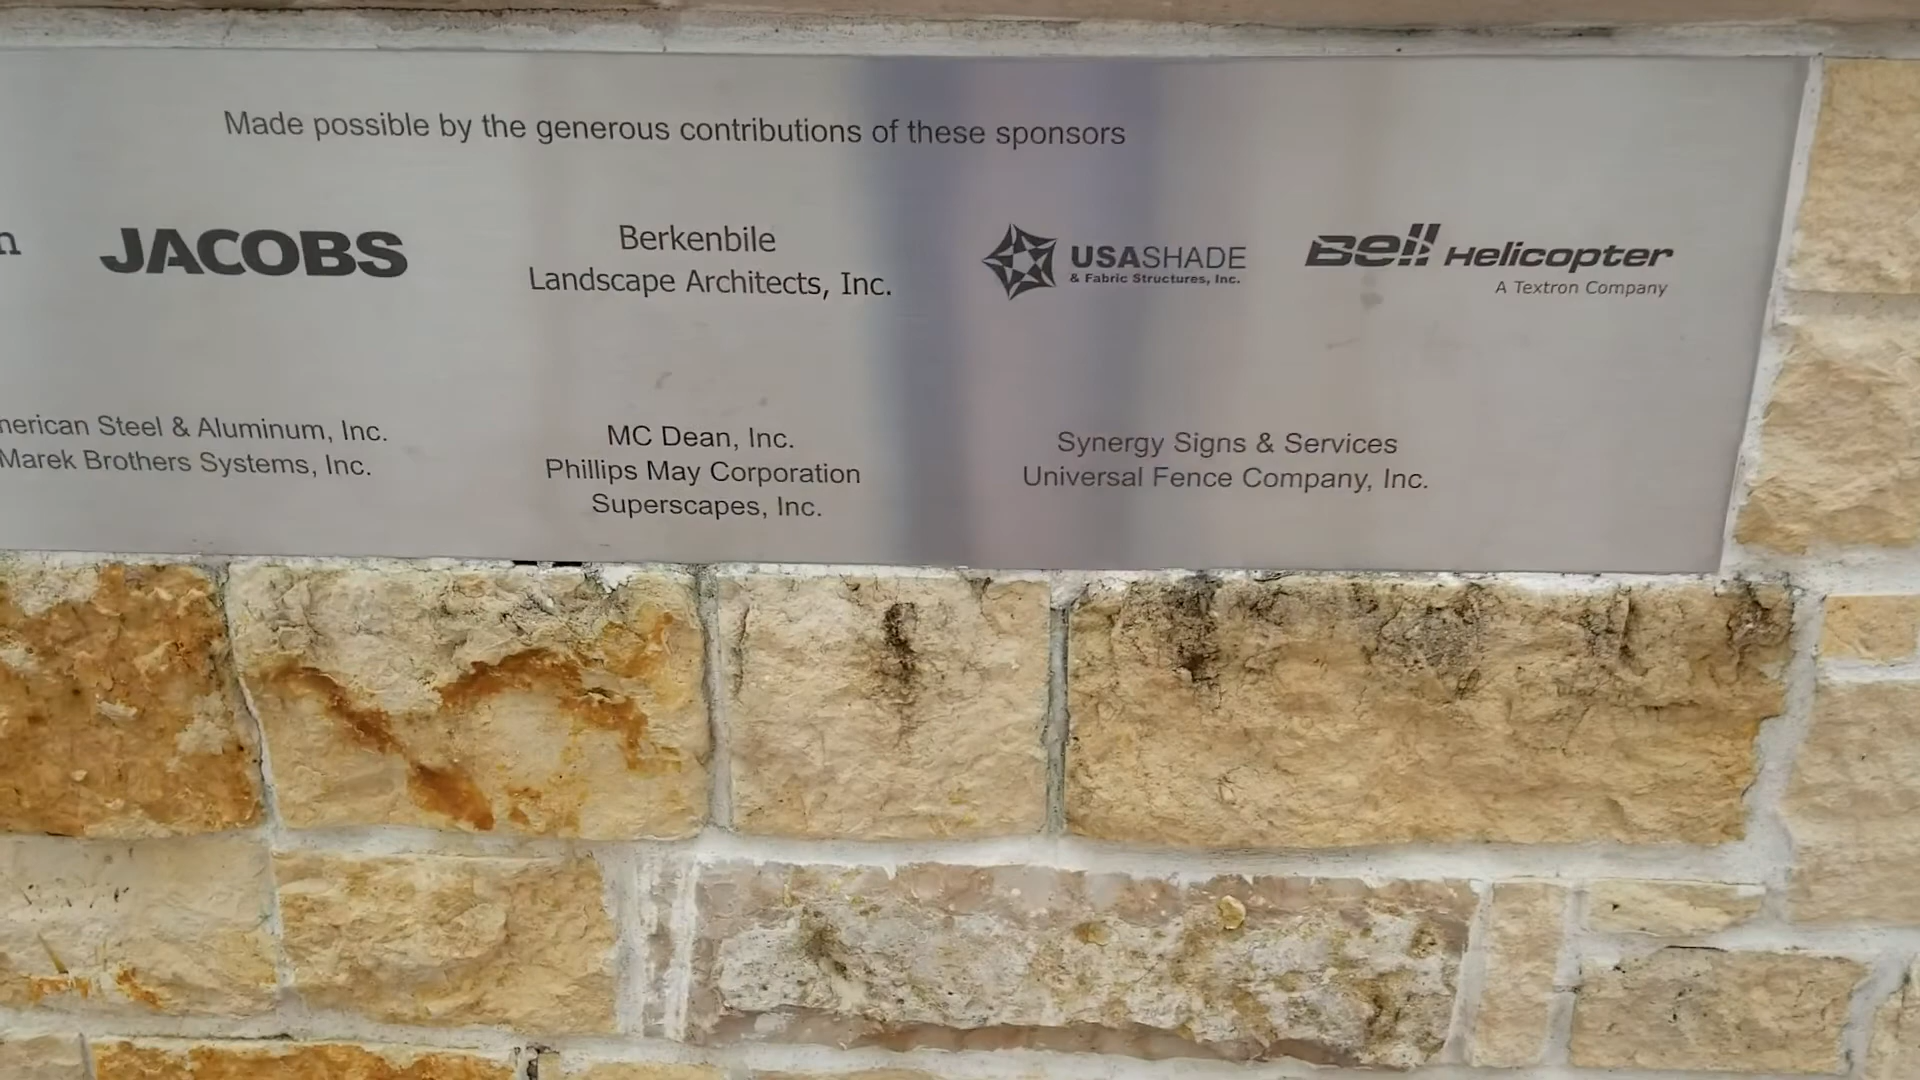 Made possible by the generous contributions of these sponsors
JACOBS
Berkenbile
Landscape Architects, Inc.
USASHADE
& Fabric Structures, Inc.
Bell Helicopter
A Textron Company
Steel & Aluminum, Inc.
Marek Brothers Systems, Inc.
MC Dean, Inc.
Phillips May Corporation
Superscapes, Inc.
Synergy Signs & Services
Universal Fence Company, Inc.